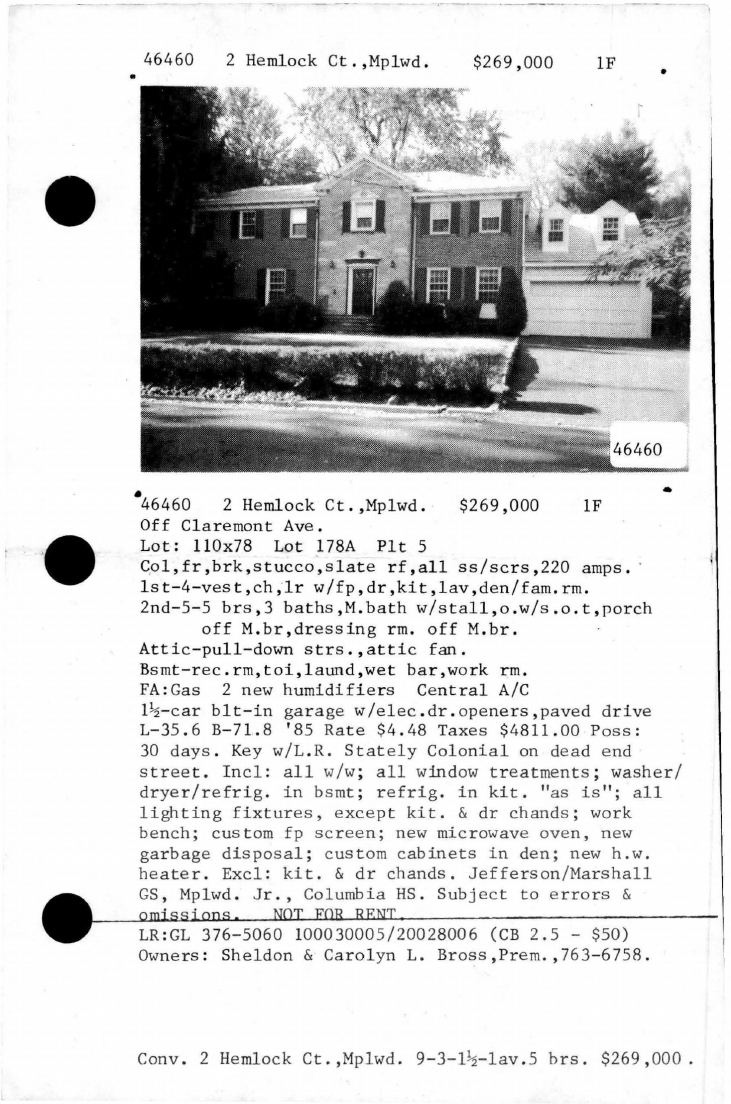 46460 2 Hemlock Ct.,Mplwd. $269,000 1F
46460
46460 2 Hemlock Ct.,Mplwd. $269,000 1F
Off Claremont Ave.
Lot: 110x78 Lot 178A Plt 5
Col,fr,brk,stucco,slate rf,all ss/scrs,220 amps.
1st-4-vest,ch,lr w/fp,dr,kit,lav,den/fam.rm.
2nd-5-5 brs,3 baths,M.bath w/stall,o.w/s.o.t,porch
off M.br,dressing rm. off M.br.
Attic-pull-down strs.,attic fan.
Bsmt-rec.rm,toi,laund,wet bar,work rm.
FA:Gas 2 new humidifiers Central A/C
1½-car blt-in garage w/elec.dr.openers,paved drive
L-35.6 B-71.8 '85 Rate $4.48 Taxes $4811.00 Poss:
30 days. Key w/L.R. Stately Colonial on dead end
street. Incl: all w/w; all window treatments; washer/
dryer/refrig. in bsmt; refrig. in kit. "as is"; all
lighting fixtures, except kit. & dr chands; work
bench; custom fp screen; new microwave oven, new
garbage disposal; custom cabinets in den; new h.w.
heater. Excl: kit. & dr chands. Jefferson/Marshall
GS, Mplwd. Jr., Columbia HS. Subject to errors &
omissions. NOT FOR RENT
LR:GL 376-5060 100030005/20028006 (CB 2.5 - $50)
Owners: Sheldon & Carolyn L. Bross,Prem.,763-6758.
Conv. 2 Hemlock Ct.,Mplwd. 9-3-1½-lav.5 brs. $269,000.